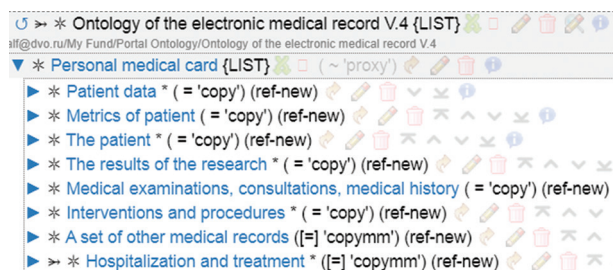 Ontology of the electronic medical record V.4 {LIST}
alf@dvo.ru/My Fund/Portal Ontology/Ontology of the electronic medical record V.4
Personal medical card {LIST} ( ~ 'proxy')
Patient data * ( = 'copy') (ref-new)
Metrics of patient ( = 'copy') (ref-new)
The patient * ( = 'copy') (ref-new)
The results of the research * ( = 'copy') (ref-new)
Medical examinations, consultations, medical history ( = 'copy') (ref-new)
Interventions and procedures * ( = 'copy') (ref-new)
A set of other medical records ([=] 'copymm') (ref-new)
Hospitalization and treatment * ([=] 'copymm') (ref-new)